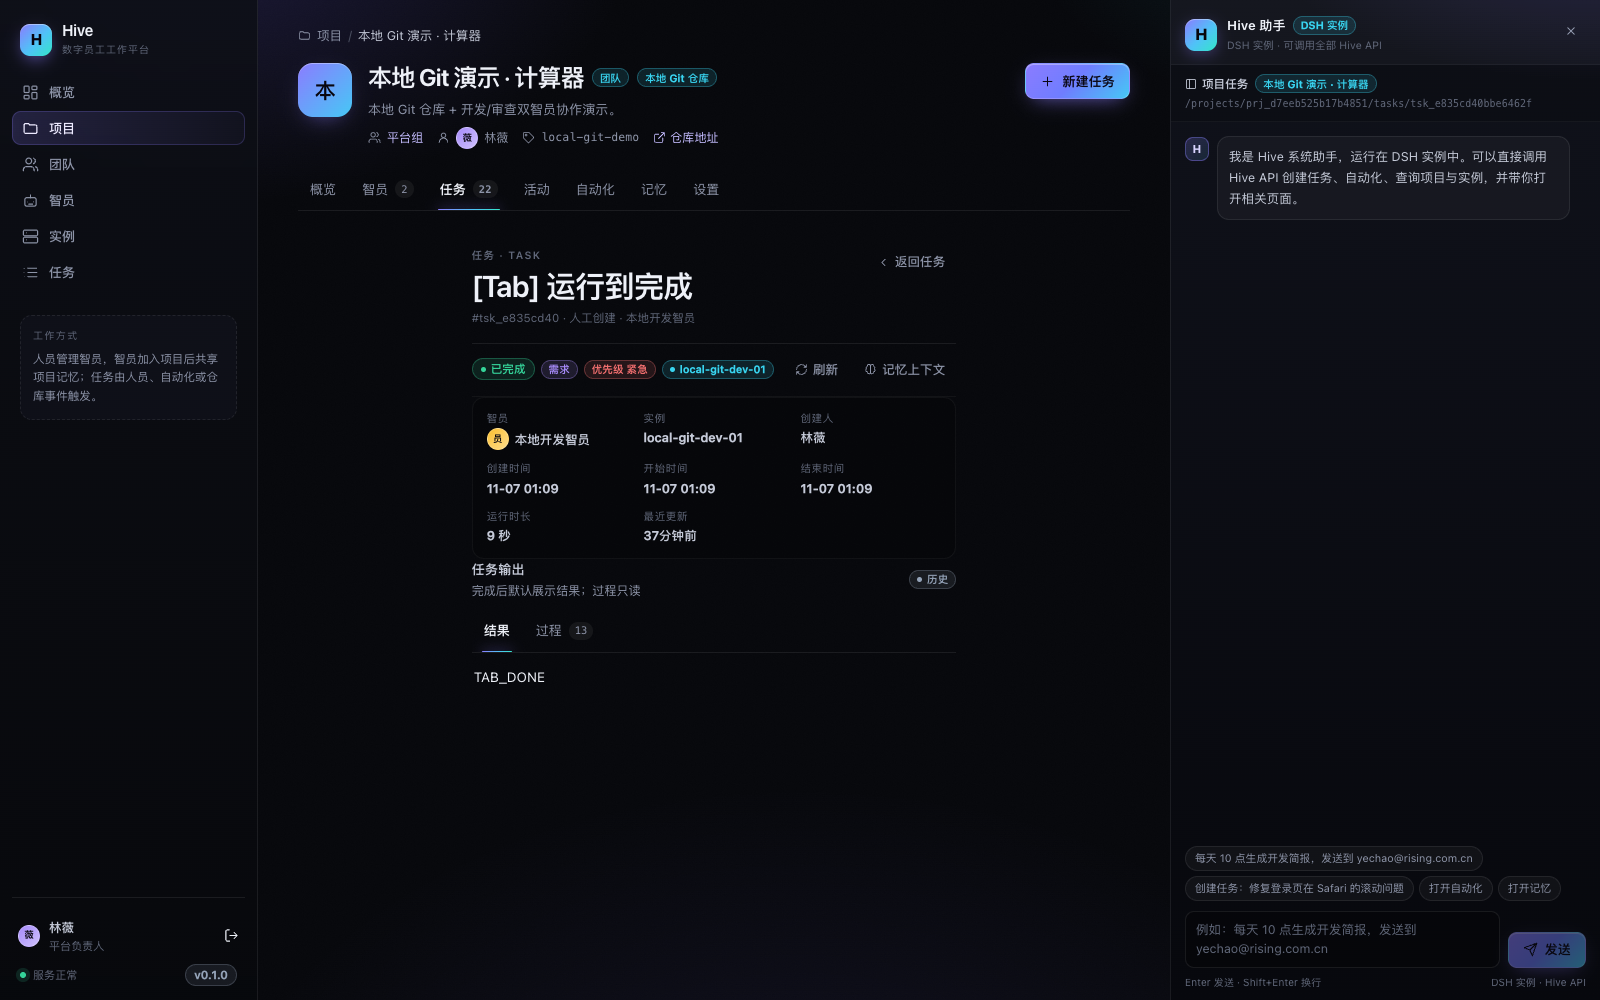 H
Hive
数字员工工作平台
概览
项目
团队
智员
实例
任务
工作方式
人员管理智员，智员加入项目后共享
项目记忆；任务由人员、自动化或仓
库事件触发。
薇
林薇
平台负责人
服务正常
v0.1.0
项目 / 本地 Git 演示 · 计算器
本
本地 Git 演示 · 计算器
团队
本地 Git 仓库
本地 Git 仓库 + 开发/审查双智员协作演示。
平台组
薇
林薇
local-git-demo
仓库地址
新建任务
概览
智员 2
任务 22
活动
自动化
记忆
设置
任务 · TASK
[Tab] 运行到完成
#tsk_e835cd40 · 人工创建 · 本地开发智员
返回任务
已完成
需求
优先级 紧急
local-git-dev-01
刷新
记忆上下文
智员
员
本地开发智员
实例
local-git-dev-01
创建人
林薇
创建时间
11-07 01:09
开始时间
11-07 01:09
结束时间
11-07 01:09
运行时长
9 秒
最近更新
37分钟前
任务输出
完成后默认展示结果；过程只读
历史
结果
过程 13
TAB_DONE
H
Hive 助手
DSH 实例
DSH 实例 · 可调用全部 Hive API
项目任务
本地 Git 演示 · 计算器
/projects/prj_d7eeb525b17b4851/tasks/tsk_e835cd40bbe6462f
H
我是 Hive 系统助手，运行在 DSH 实例中。可以直接调用
Hive API 创建任务、自动化、查询项目与实例，并带你打
开相关页面。
每天 10 点生成开发简报，发送到 yechao@rising.com.cn
创建任务：修复登录页在 Safari 的滚动问题
打开自动化
打开记忆
例如：每天 10 点生成开发简报，发送到
yechao@rising.com.cn
发送
Enter 发送 · Shift+Enter 换行
DSH 实例 · Hive API